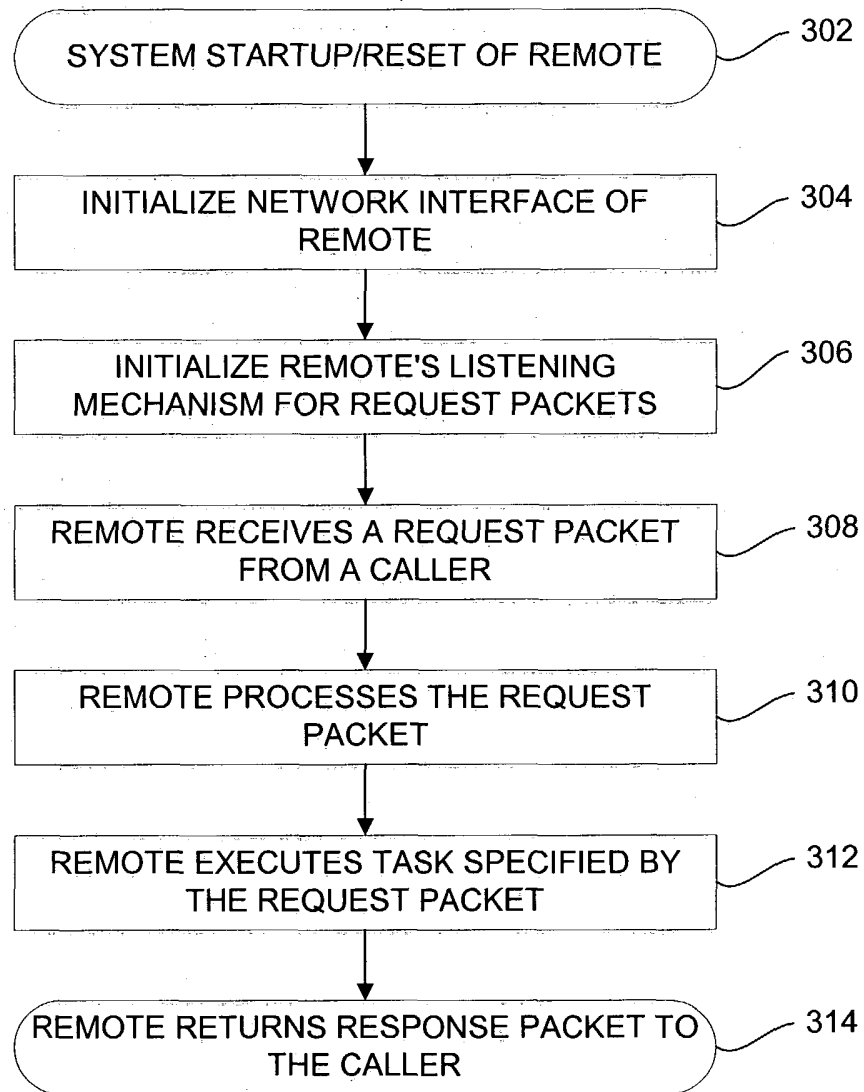 SYSTEM STARTUP/RESET OF REMOTE
302
INITIALIZE NETWORK INTERFACE OF
REMOTE
304
INITIALIZE REMOTE'S LISTENING
MECHANISM FOR REQUEST PACKETS
306
REMOTE RECEIVES A REQUEST PACKET
FROM A CALLER
308
REMOTE PROCESSES THE REQUEST
PACKET
310
REMOTE EXECUTES TASK SPECIFIED BY
THE REQUEST PACKET
312
REMOTE RETURNS RESPONSE PACKET TO
THE CALLER
314